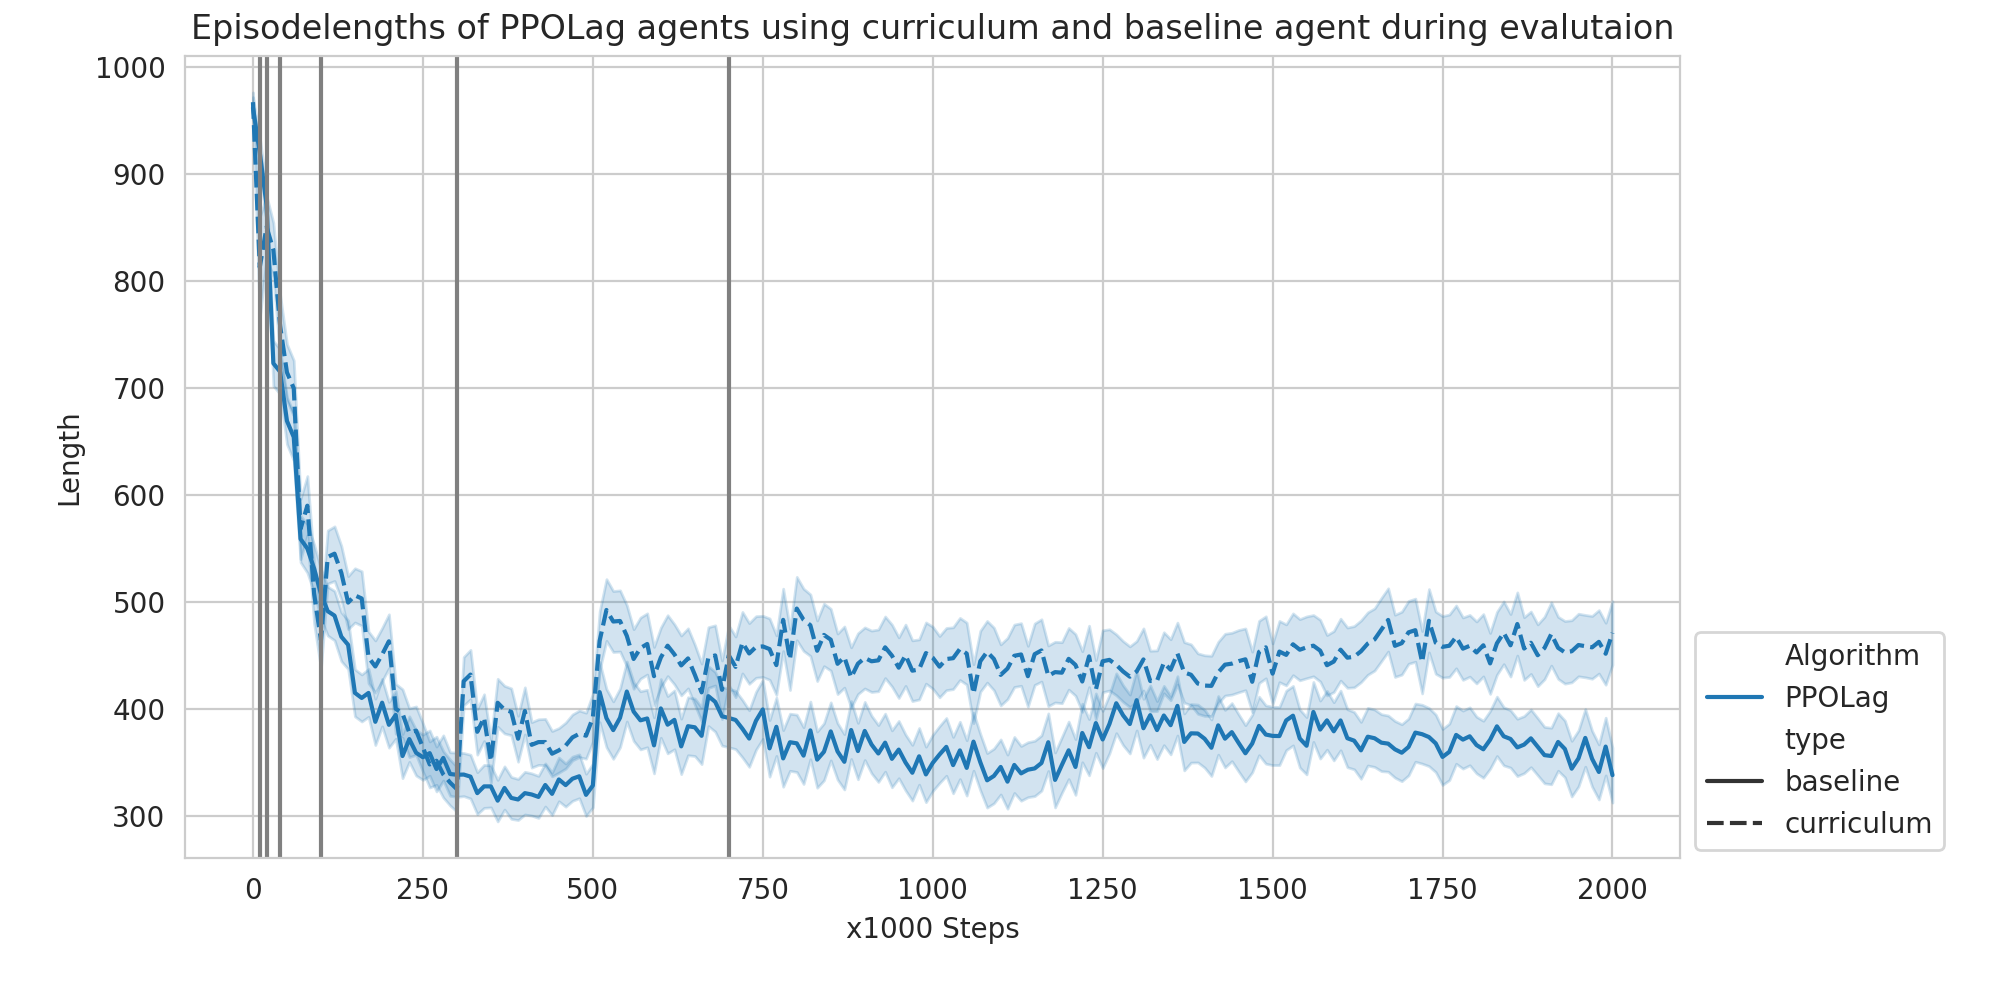 Episodelengths of PPOLag agents using curriculum and baseline agent during evalutaion
1000
900
800
700
600
500
400
300
Length
0 250 500 750 1000 1250 1500 1750 2000
x1000 Steps
Algorithm
PPOLag
type
baseline
curriculum